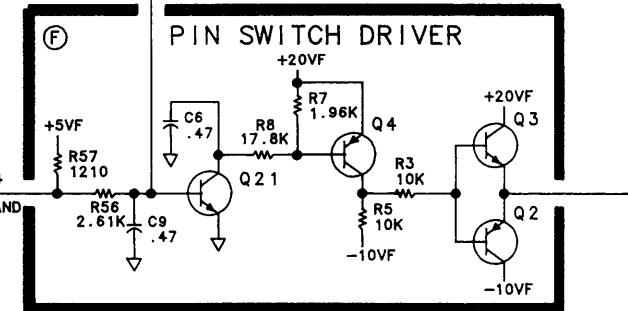 F PIN SWITCH DRIVER
+20VF
C6
.47
R7
1.96K
+20VF
Q3
+5VF
R8
17.8K
Q4
R57
1210
Q21
R3
10K
AND
R56
2.61K
C9
.47
R5
10K
Q2
-10VF
-10VF